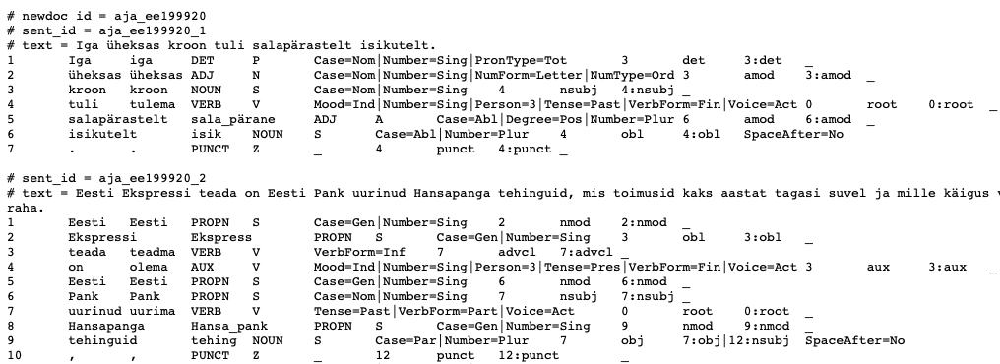 # newdoc id = aja_ee199920
# sent_id = aja_ee199920_1
# text = Iga üheksas kroon tuli salapärastelt isikutelt.
1 Iga iga DET P Case=Nom|Number=Sing|PronType=Tot 3 det 3:det _
2 üheksas üheksas ADJ N Case=Nom|Number=Sing|NumForm=Letter|NumType=Ord 3 amod 3:amod _
3 kroon kroon NOUN S Case=Nom|Number=Sing 4 nsubj 4:nsubj _
4 tuli tulema VERB V Mood=Ind|Number=Sing|Person=3|Tense=Past|VerbForm=Fin|Voice=Act 0 root 0:root _
5 salapärastelt sala_pärane ADJ A Case=Abl|Degree=Pos|Number=Plur 6 amod 6:amod _
6 isikutelt isik NOUN S Case=Abl|Number=Plur 4 obl 4:obl SpaceAfter=No
7 . . PUNCT Z _ 4 punct 4:punct _
# sent_id = aja_ee199920_2
# text = Eesti Ekspressi teada on Eesti Pank uurinud Hansapanga tehinguid, mis toimusid kaks aastat tagasi suvel ja mille käigus
raha.
1 Eesti Eesti PROPN S Case=Gen|Number=Sing 2 nmod 2:nmod _
2 Ekspressi Ekspress PROPN S Case=Gen|Number=Sing 3 obl 3:obl _
3 teada teadma VERB V VerbForm=Inf 7 advcl 7:advcl _
4 on olema AUX V Mood=Ind|Number=Sing|Person=3|Tense=Pres|VerbForm=Fin|Voice=Act 3 aux 3:aux _
5 Eesti Eesti PROPN S Case=Gen|Number=Sing 6 nmod 6:nmod _
6 Pank Pank PROPN S Case=Nom|Number=Sing 7 nsubj 7:nsubj _
7 uurinud uurima VERB V Tense=Past|VerbForm=Part|Voice=Act 0 root 0:root _
8 Hansapanga Hansa_pank PROPN S Case=Gen|Number=Sing 9 nmod 9:nmod _
9 tehinguid tehing NOUN S Case=Par|Number=Plur 7 obj 7:obj|12:nsubj SpaceAfter=No
10 , , PUNCT Z _ 12 punct 12:punct _